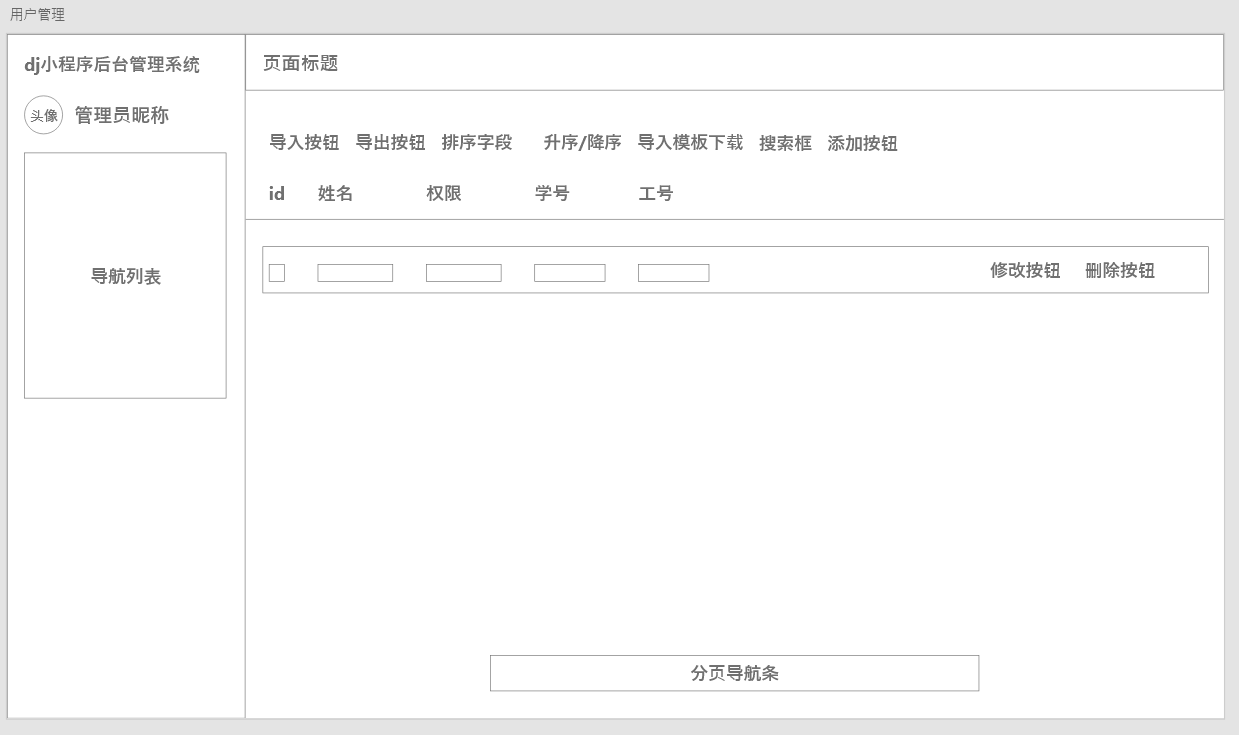 用户管理
dj小程序后台管理系统
头像 管理员昵称
导航列表
页面标题
导入按钮 导出按钮 排序字段 升序/降序 导入模板下载 搜索框 添加按钮
id 姓名 权限 学号 工号
修改按钮 删除按钮
分页导航条